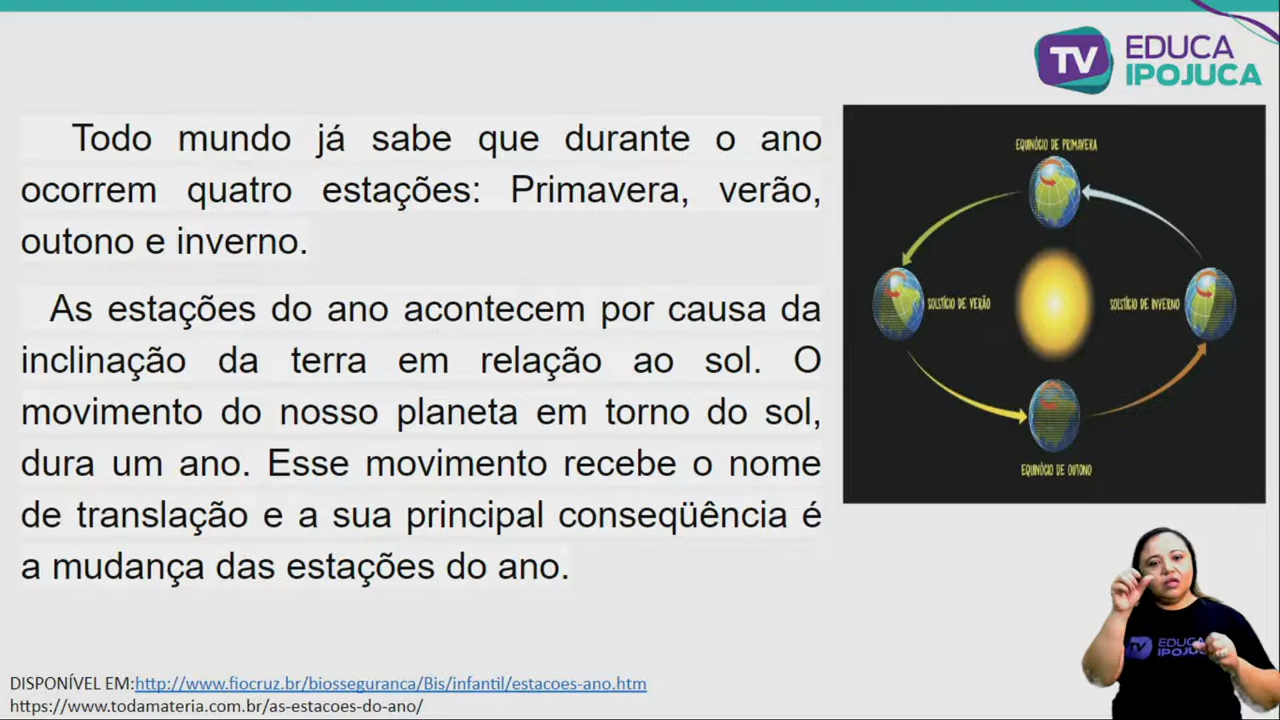 TV EDUCA
IPOJUCA
Todo mundo já sabe que durante o ano
ocorrem quatro estações: Primavera, verão,
outono e inverno.
As estações do ano acontecem por causa da
inclinação da terra em relação ao sol. O
movimento do nosso planeta em torno do sol,
dura um ano. Esse movimento recebe o nome
de translação e a sua principal conseqüência é
a mudança das estações do ano.
EQUINÓCIO DE PRIMAVERA
SOLSTÍCIO DE VERÃO
SOLSTÍCIO DE INVERNO
EQUINÓCIO DE OUTONO
TV EDUCA
IPOJUC
DISPONÍVEL EM:http://www.fiocruz.br/biosseguranca/Bis/infantil/estacoes-ano.htm
https://www.todamateria.com.br/as-estacoes-do-ano/